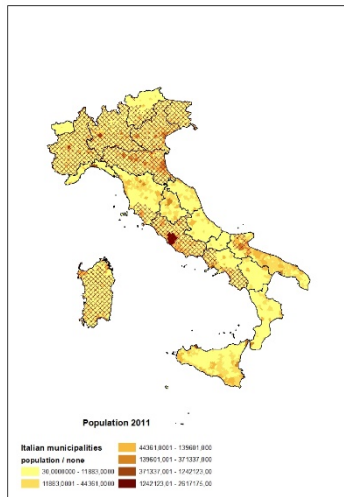 Population 2011
Italian municipalities
population / none
30,0000000 - 11883,0000
11883,0001 - 44361,0000
44361,0001 - 139601,000
139601,001 - 371337,000
371337,001 - 1242123,00
1242123,01 - 2617175,00